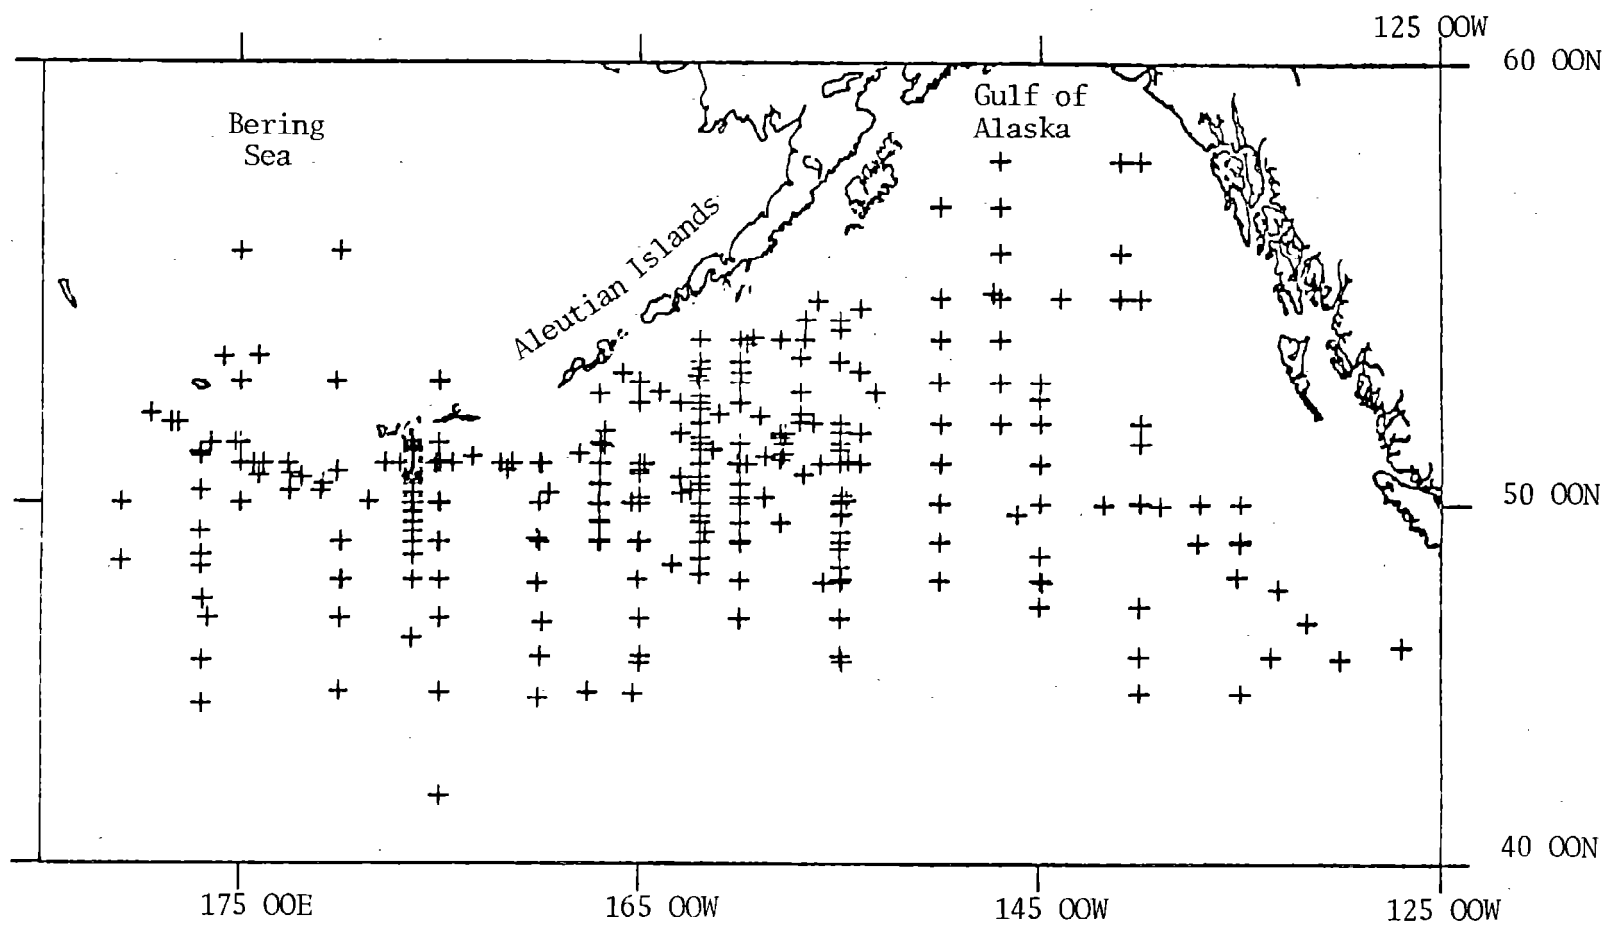 125 00W
60 00N
Bering
Sea
Gulf of
Alaska
Aleutian Islands
50 00N
40 00N
175 00E
165 00W
145 00W
125 00W